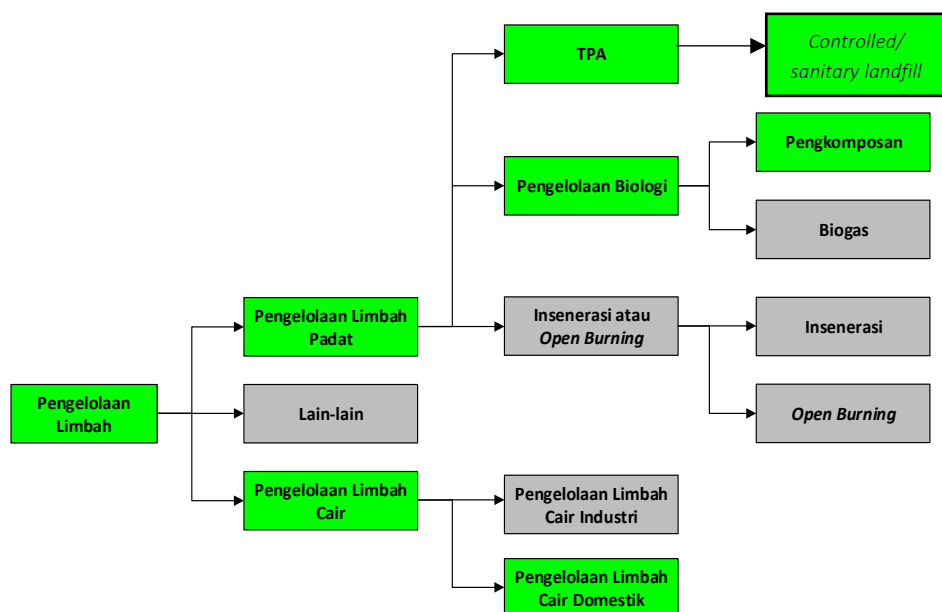 TPA
Controlled/
sanitary landfill
Pengelolaan Biologi
Pengkomposan
Biogas
Pengelolaan Limbah
Padat
Insenerasi atau
Open Burning
Insenerasi
Pengelolaan
Limbah
Lain-lain
Open Burning
Pengelolaan Limbah
Cair
Pengelolaan Limbah
Cair Industri
Pengelolaan Limbah
Cair Domestik